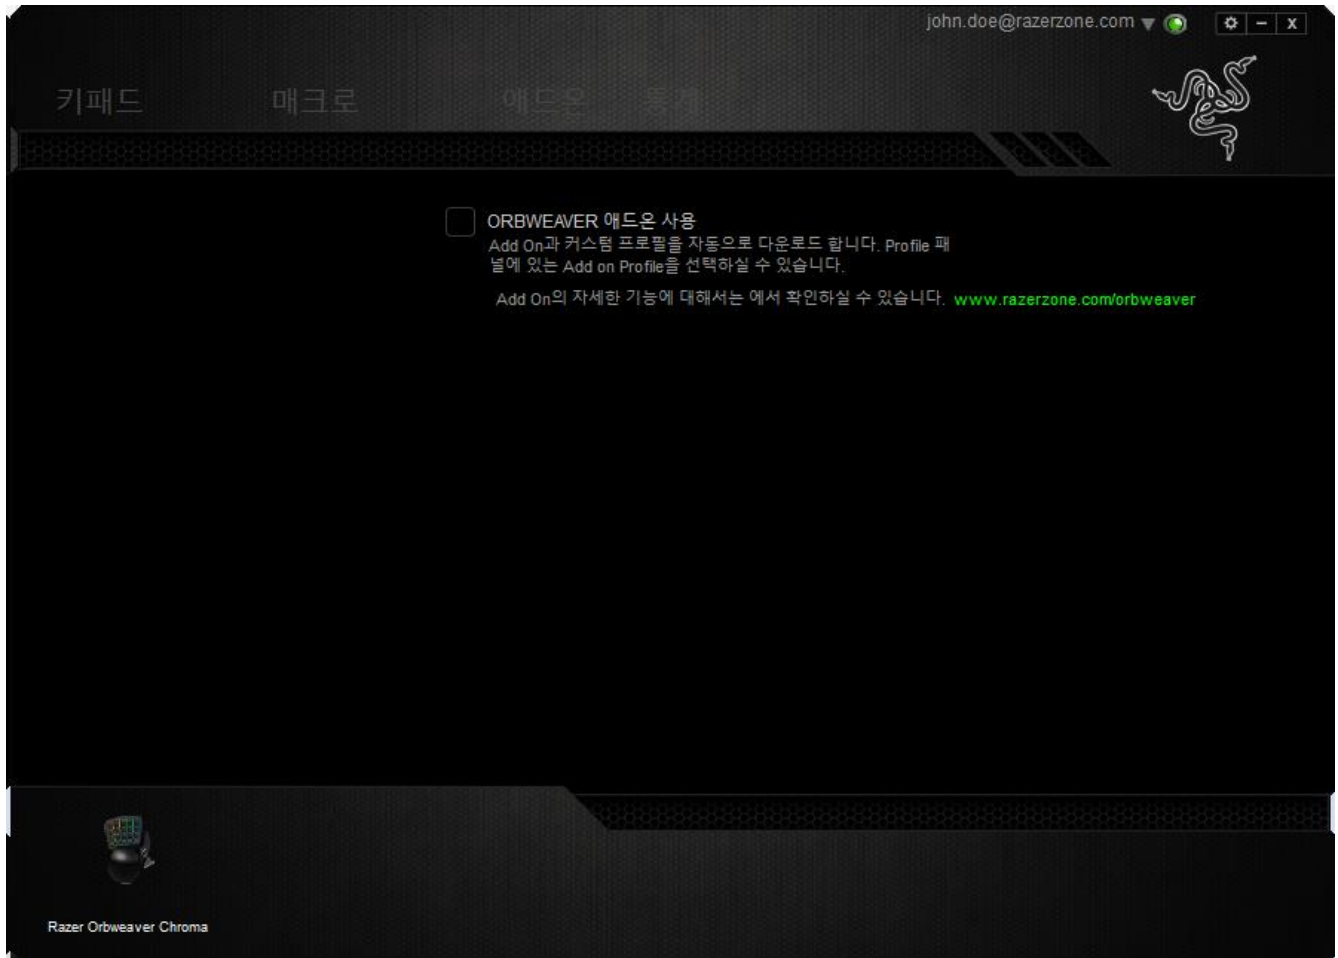 john.doe@razerzone.com
키패드 매크로 애드온 통계
ORBWEAVER 애드온 사용
Add On과 커스텀 프로필을 자동으로 다운로드 합니다. Profile 패
널에 있는 Add on Profile을 선택하실 수 있습니다.
Add On의 자세한 기능에 대해서는 에서 확인하실 수 있습니다. www.razerzone.com/orbweaver
Razer Orbweaver Chroma